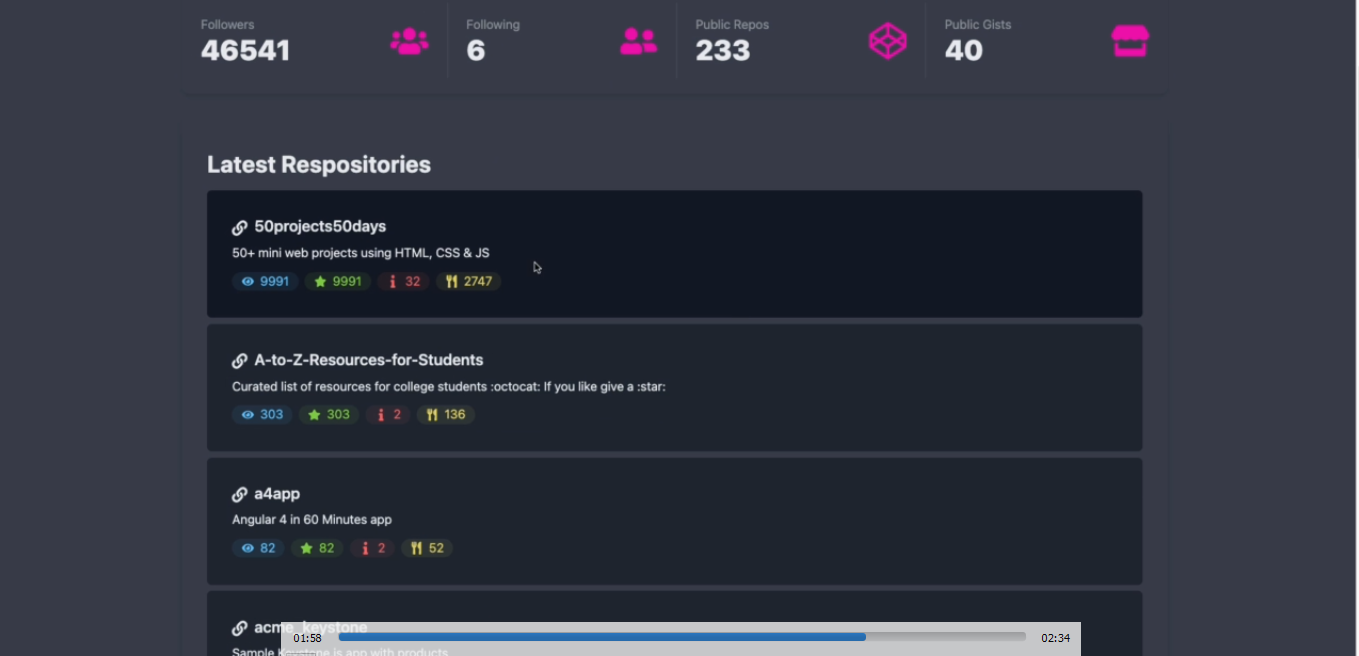 Followers
46541
Following
6
Public Repos
233
Public Gists
40
Latest Respositories
50projects50days
50+ mini web projects using HTML, CSS & JS
9991 9991 32 2747
A-to-Z-Resources-for-Students
Curated list of resources for college students :octocat: If you like give a :star:
303 303 2 136
a4app
Angular 4 in 60 Minutes app
82 82 2 52
acme_keystone
01:58 02:34
Sample Keystone js app with products